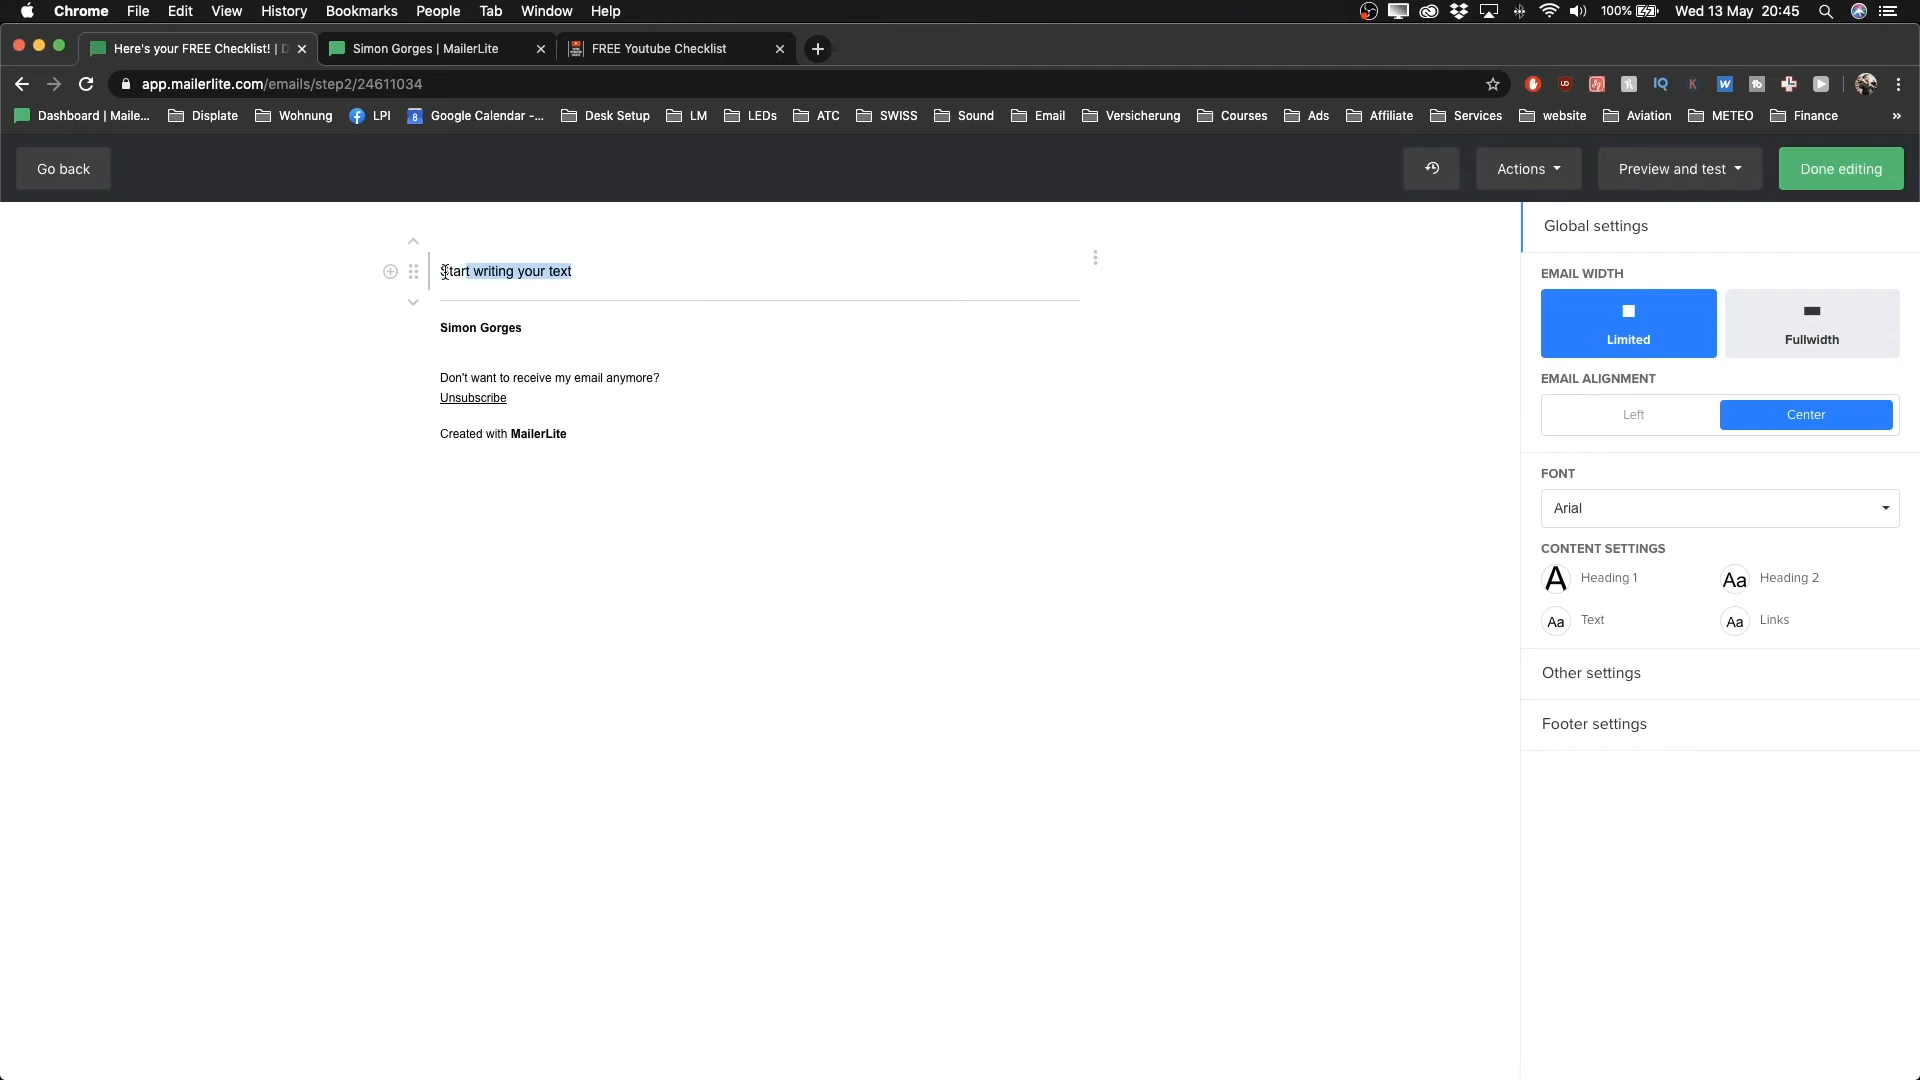 Chrome File Edit View History Bookmarks People Tab Window Help 100% Wed 13 May 20:45
Here's your FREE Checklist! | D
Simon Gorges | MailerLite
FREE Youtube Checklist
app.mailerlite.com/emails/step2/24611034
Dashboard | Maile... Displate Wohnung LPI Google Calendar -... Desk Setup LM LEDs ATC SWISS Sound Email Versicherung Courses Ads Affiliate Services website Aviation METEO Finance »
Go back
Actions
Preview and test
Done editing
Start writing your text
Simon Gorges
Don't want to receive my email anymore?
Unsubscribe
Created with MailerLite
Global settings
EMAIL WIDTH
Limited
Fullwidth
EMAIL ALIGNMENT
Left
Center
FONT
Arial
CONTENT SETTINGS
A Heading 1
Aa Heading 2
Aa Text
Aa Links
Other settings
Footer settings